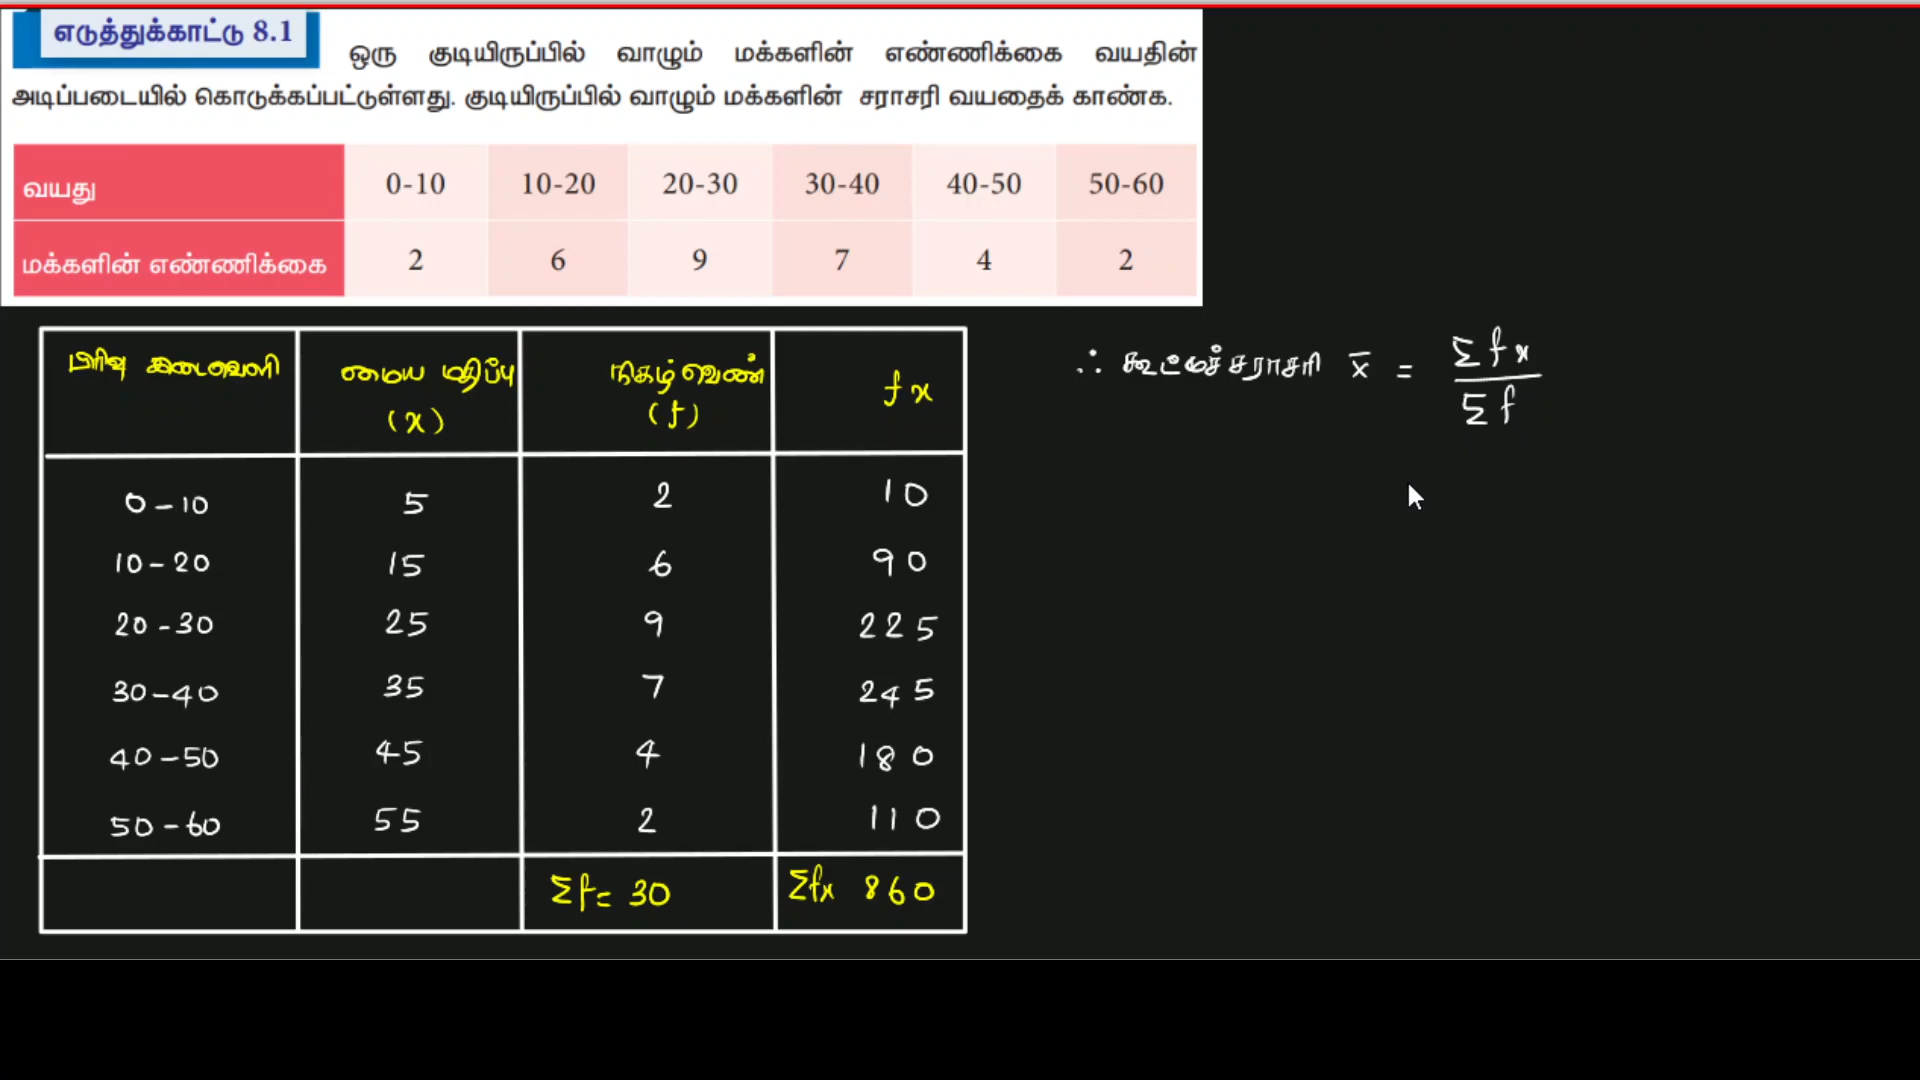 எடுத்துக்காட்டு 8.1
ஒரு குடியிருப்பில் வாழும் மக்களின் எண்ணிக்கை வயதின்
அடிப்படையில் கொடுக்கப்பட்டுள்ளது. குடியிருப்பில் வாழும் மக்களின் சராசரி வயதைக் காண்க.
வயது 0-10 10-20 20-30 30-40 40-50 50-60
மக்களின் எண்ணிக்கை 2 6 9 7 4 2
பிரிவு இடைவெளி மைய மதிப்பு (x) நிகழ்வெண் (f) fx
0-10 5 2 10
10-20 15 6 90
20-30 25 9 225
30-40 35 7 245
40-50 45 4 180
50-60 55 2 110
Σf= 30 Σfx 860
∴ கூட்டுச்சராசரி x̄ = Σfx / Σf